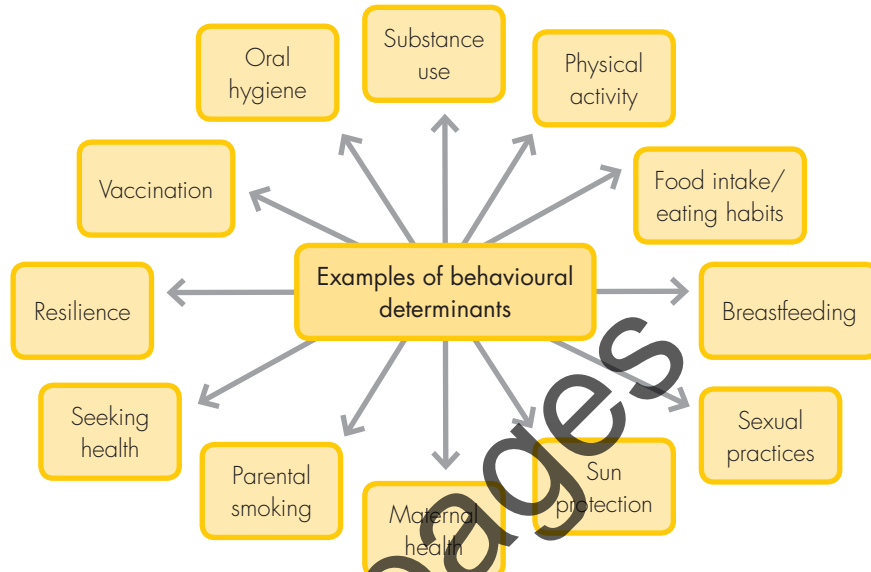 Substance
use
Oral
hygiene
Physical
activity
Vaccination
Food intake/
eating habits
Examples of behavioural
determinants
Resilience
Breastfeeding
Seeking
health
Sexual
practices
Parental
smoking
Sun
protection
Maternal
health
pages